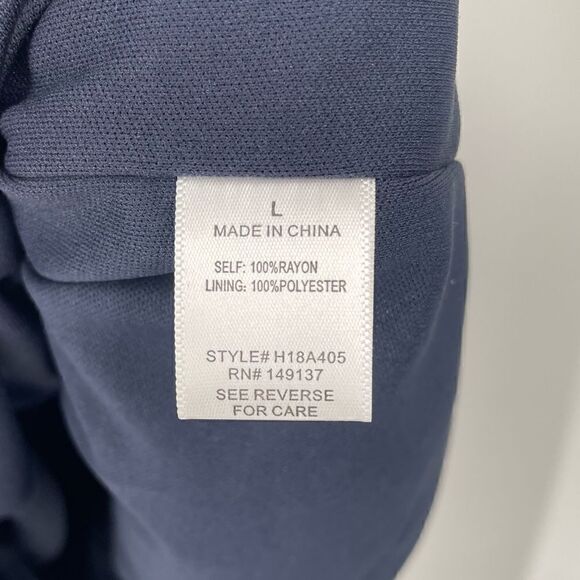 L
MADE IN CHINA
SELF: 100%RAYON
LINING: 100%POLYESTER
STYLE# H18A405
RN# 149137
SEE REVERSE
FOR CARE